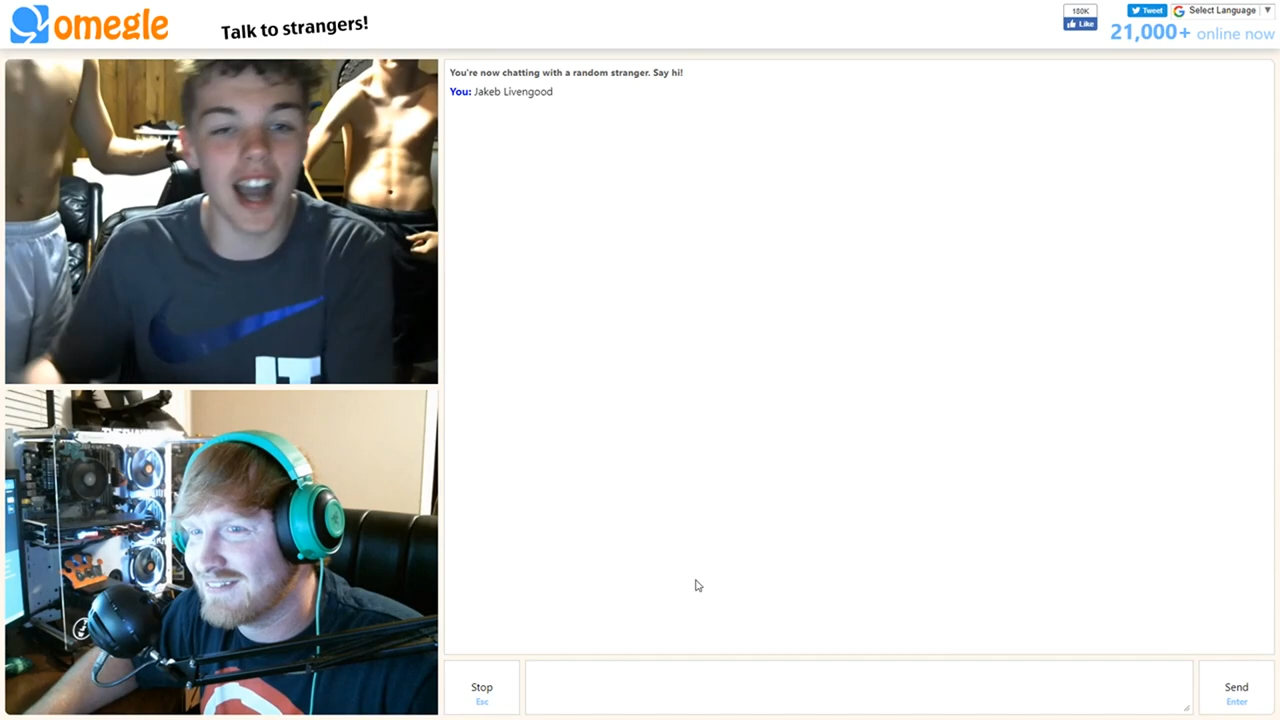 omegle
Talk to strangers!
180K
Like
Tweet
Select Language
21,000+ online now
You're now chatting with a random stranger. Say hi!
You: Jakeb Livengood
IT
Stop
Esc
Send
Enter